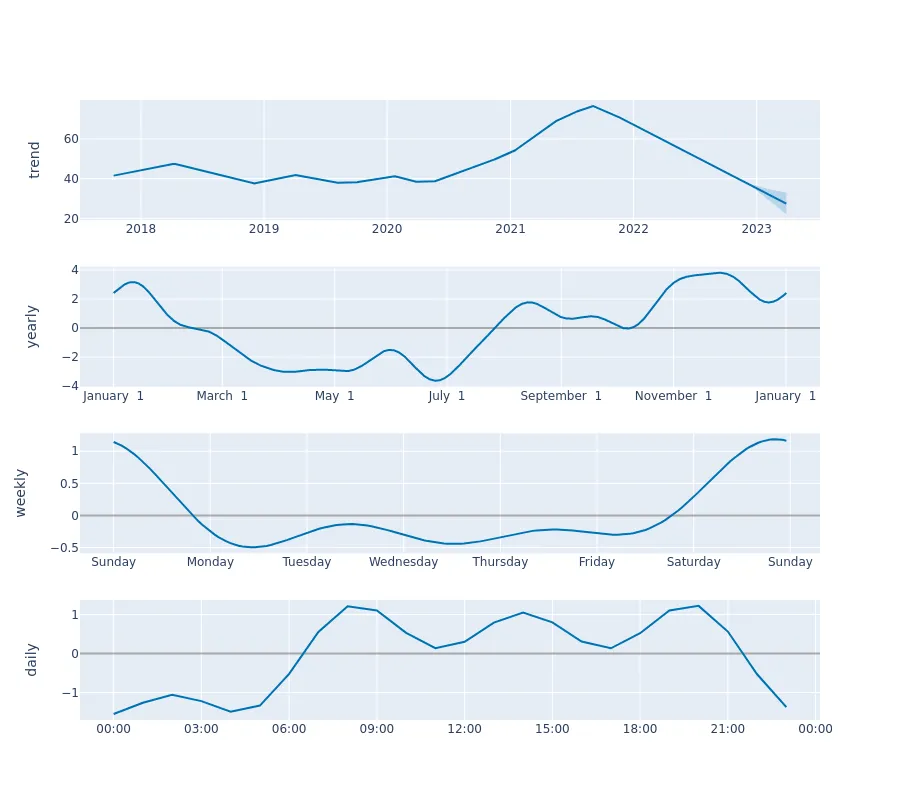 trend
60
40
20
2018 2019 2020 2021 2022 2023
yearly
4
2
0
−2
−4
January 1 March 1 May 1 July 1 September 1 November 1 January 1
weekly
1
0.5
0
−0.5
Sunday Monday Tuesday Wednesday Thursday Friday Saturday Sunday
daily
1
0
−1
00:00 03:00 06:00 09:00 12:00 15:00 18:00 21:00 00:00